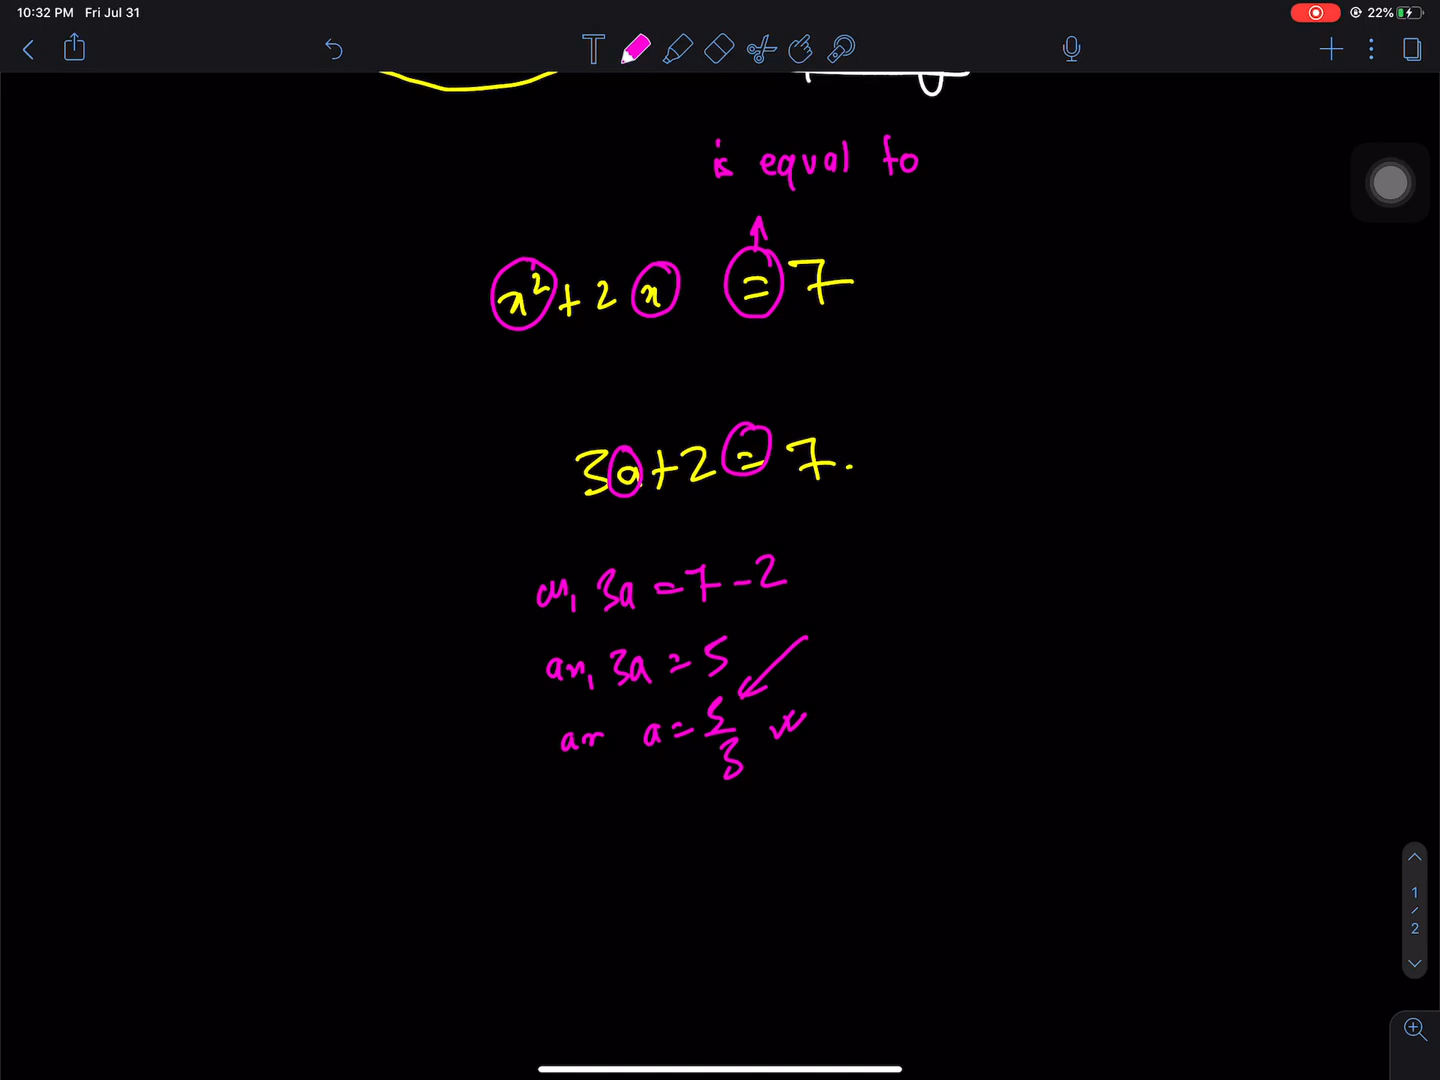 10:32 PM Fri Jul 31
22%
T
is equal to
x² + 2x = 7
3a + 2 = 7.
or, 3a = 7 - 2
or, 3a = 5
or a = 5/3
1
/
2